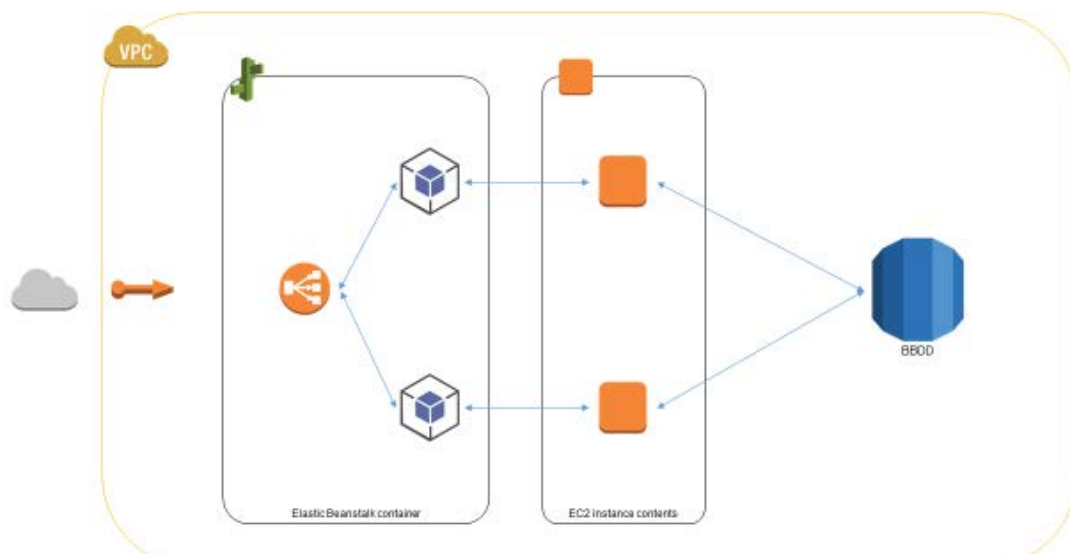 VPC
BBDD
Elastic Beanstalk container
EC2 instance contents